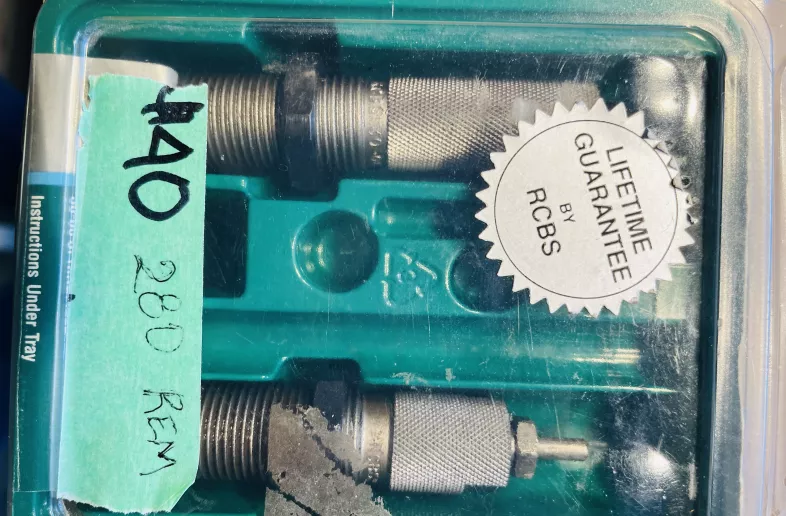 $40
280 REM
Instructions Under Tray
LIFETIME
GUARANTEE
BY
RCBS